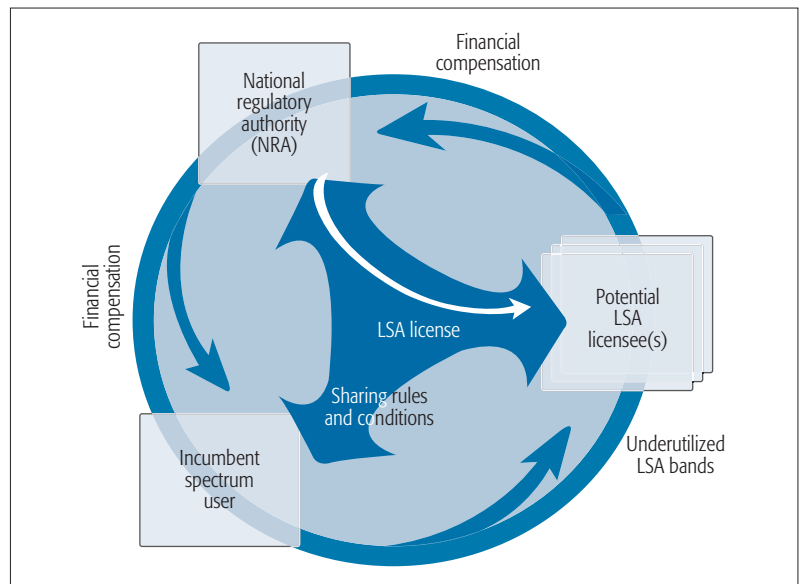 Financial
compensation
National
regulatory
authority
(NRA)
Financial
compensation
Potential
LSA
licensee(s)
LSA license
Sharing rules
and conditions
Underutilized
LSA bands
Incumbent
spectrum
user